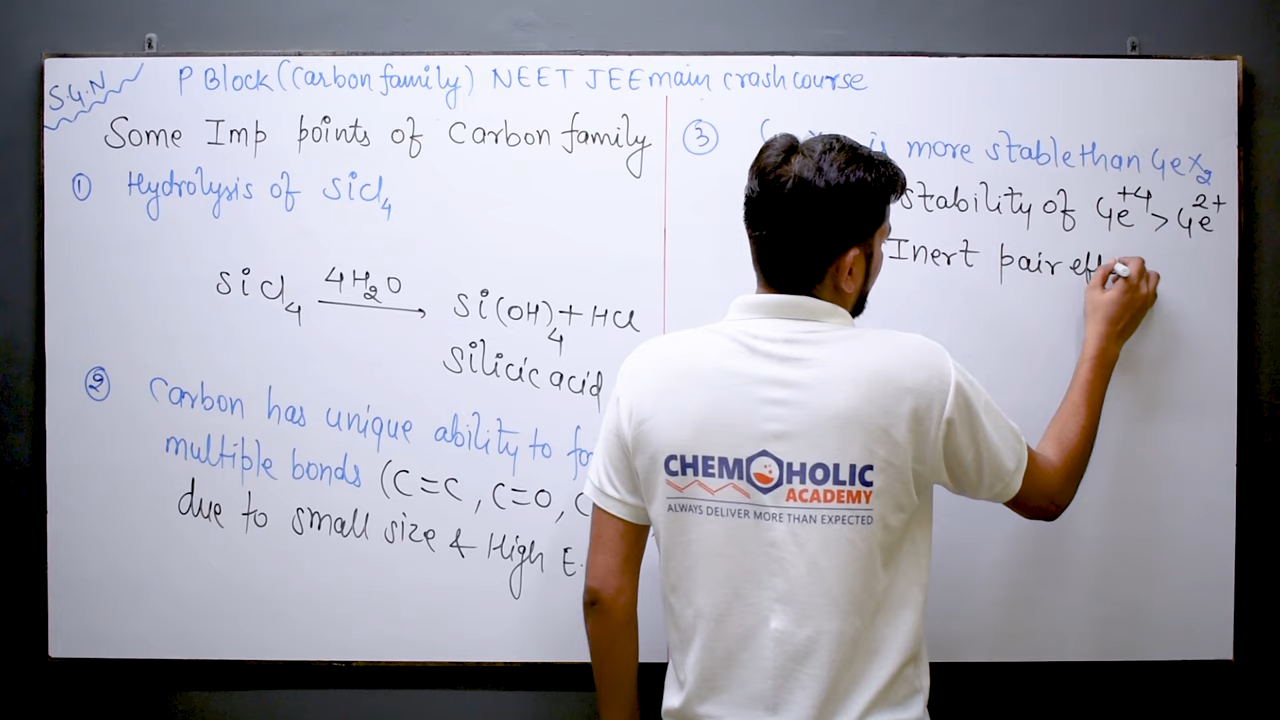 S.G.N
P Block (Carbon family) NEET JEE main crash course
Some Imp points of Carbon family
① Hydrolysis of SiCl₄
SiCl₄ 4H₂O → Si(OH)₄ + HCl
Silicic acid
② Carbon has unique ability to
multiple bonds (C=C, C=O, C
due to small size & High E.
③ is more stable than GeX₂
stability of Ge⁺⁴ > Ge²⁺
Inert pair eff
CHEMOHOLIC
ACADEMY
ALWAYS DELIVER MORE THAN EXPECTED